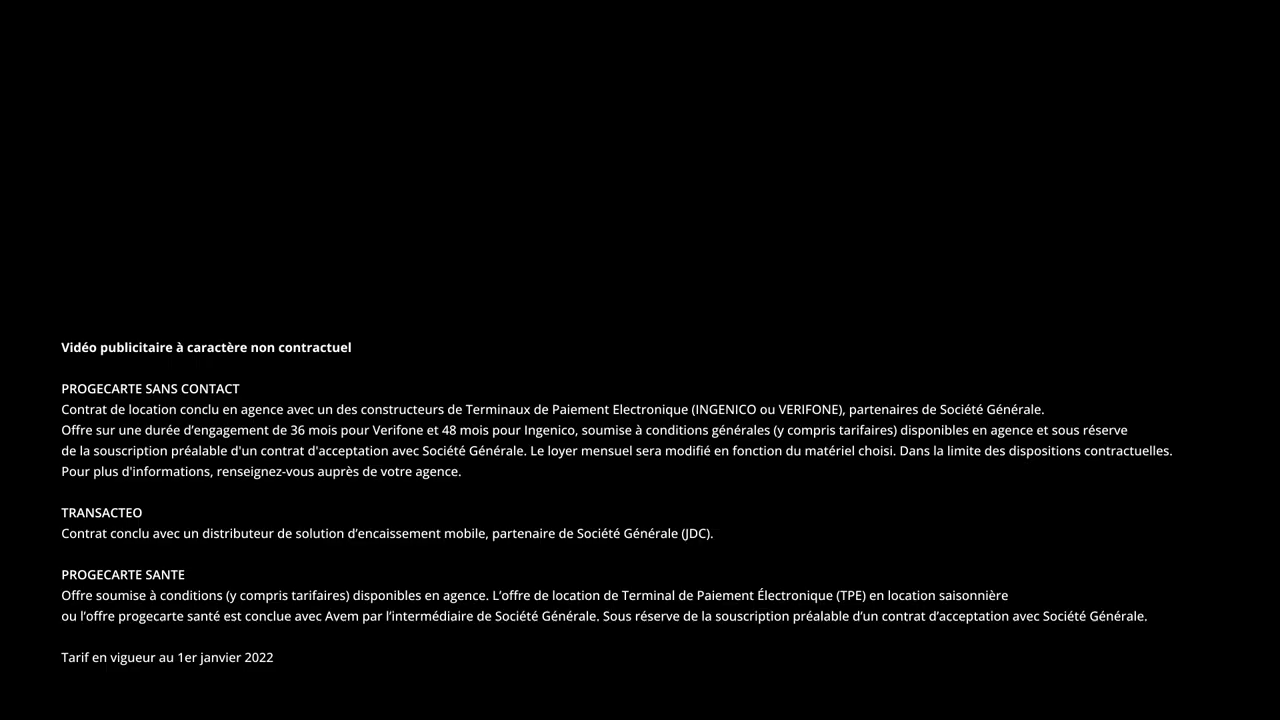 Vidéo publicitaire à caractère non contractuel
PROGECARTE SANS CONTACT
Contrat de location conclu en agence avec un des constructeurs de Terminaux de Paiement Electronique (INGENICO ou VERIFONE), partenaires de Société Générale.
Offre sur une durée d’engagement de 36 mois pour Verifone et 48 mois pour Ingenico, soumise à conditions générales (y compris tarifaires) disponibles en agence et sous réserve
de la souscription préalable d'un contrat d'acceptation avec Société Générale. Le loyer mensuel sera modifié en fonction du matériel choisi. Dans la limite des dispositions contractuelles.
Pour plus d'informations, renseignez-vous auprès de votre agence.
TRANSACTEO
Contrat conclu avec un distributeur de solution d’encaissement mobile, partenaire de Société Générale (JDC).
PROGECARTE SANTE
Offre soumise à conditions (y compris tarifaires) disponibles en agence. L’offre de location de Terminal de Paiement Électronique (TPE) en location saisonnière
ou l’offre progecarte santé est conclue avec Avem par l’intermédiaire de Société Générale. Sous réserve de la souscription préalable d’un contrat d’acceptation avec Société Générale.
Tarif en vigueur au 1er janvier 2022